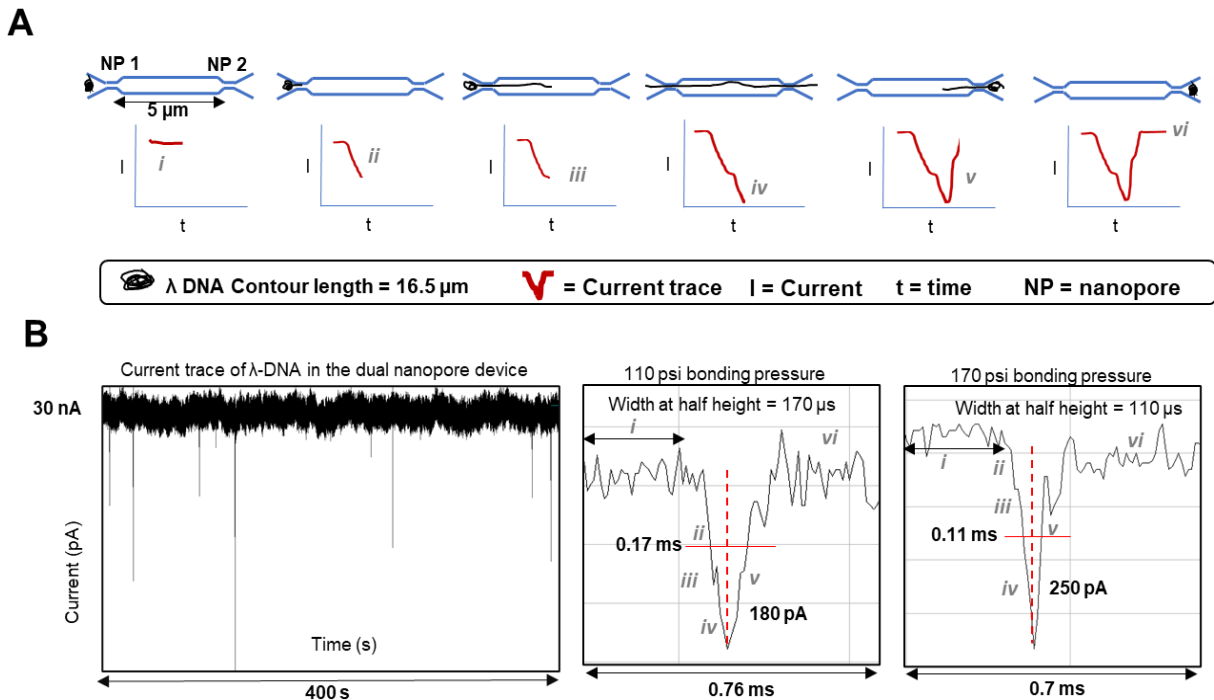 A
NP 1
NP 2
5 µm
I
i
t
I
ii
t
I
iii
t
I
iv
t
I
v
t
I
vi
t
λ DNA Contour length = 16.5 µm
= Current trace
I = Current
t = time
NP = nanopore
B
Current trace of λ-DNA in the dual nanopore device
30 nA
Current (pA)
Time (s)
400 s
110 psi bonding pressure
Width at half height = 170 µs
i
vi
ii
0.17 ms
iii
v
180 pA
iv
0.76 ms
170 psi bonding pressure
Width at half height = 110 µs
i
vi
ii
iii
0.11 ms
v
iv
250 pA
0.7 ms